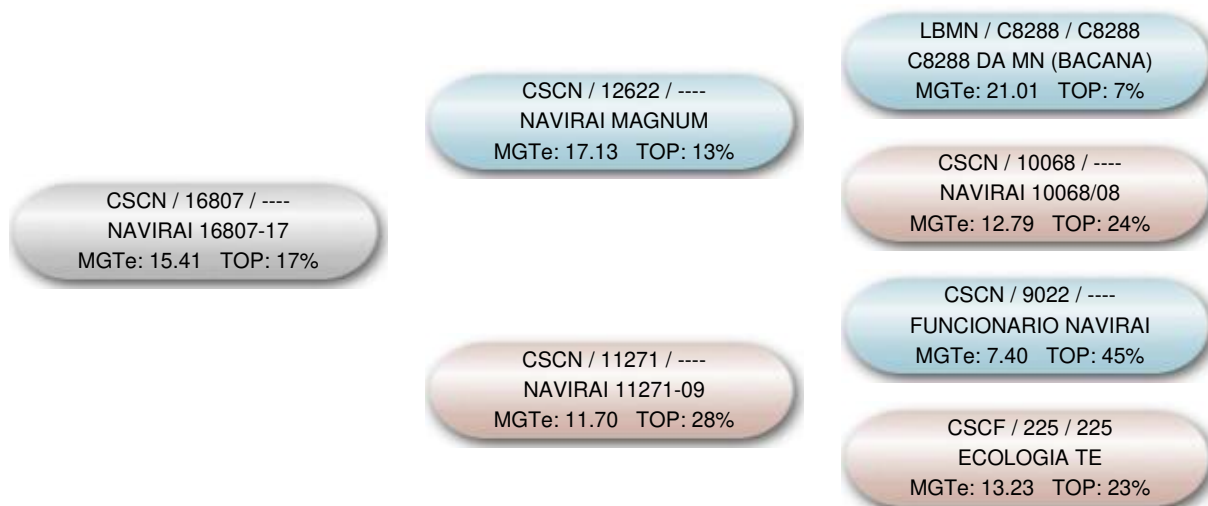 CSCN / 16807 / ----
NAVIRAI 16807-17
MGTe: 15.41 TOP: 17%
CSCN / 12622 / ----
NAVIRAI MAGNUM
MGTe: 17.13 TOP: 13%
CSCN / 11271 / ----
NAVIRAI 11271-09
MGTe: 11.70 TOP: 28%
LBMN / C8288 / C8288
C8288 DA MN (BACANA)
MGTe: 21.01 TOP: 7%
CSCN / 10068 / ----
NAVIRAI 10068/08
MGTe: 12.79 TOP: 24%
CSCN / 9022 / ----
FUNCIONARIO NAVIRAI
MGTe: 7.40 TOP: 45%
CSCF / 225 / 225
ECOLOGIA TE
MGTe: 13.23 TOP: 23%